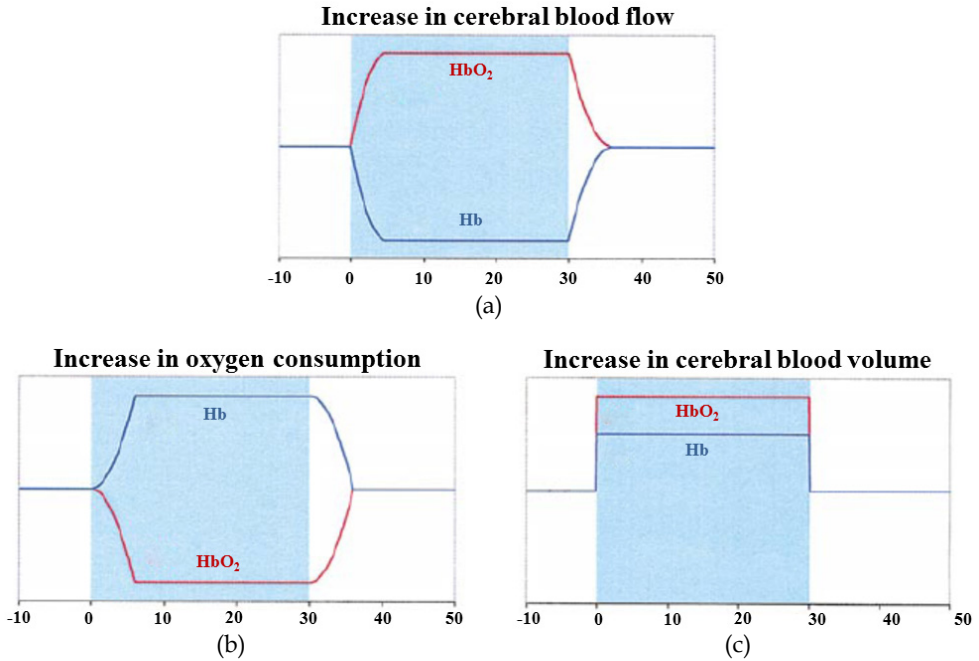 Increase in cerebral blood flow
HbO₂
Hb
-10 0 10 20 30 40 50
(a)
Increase in oxygen consumption
Hb
HbO₂
-10 0 10 20 30 40 50
(b)
Increase in cerebral blood volume
HbO₂
Hb
-10 0 10 20 30 40 50
(c)